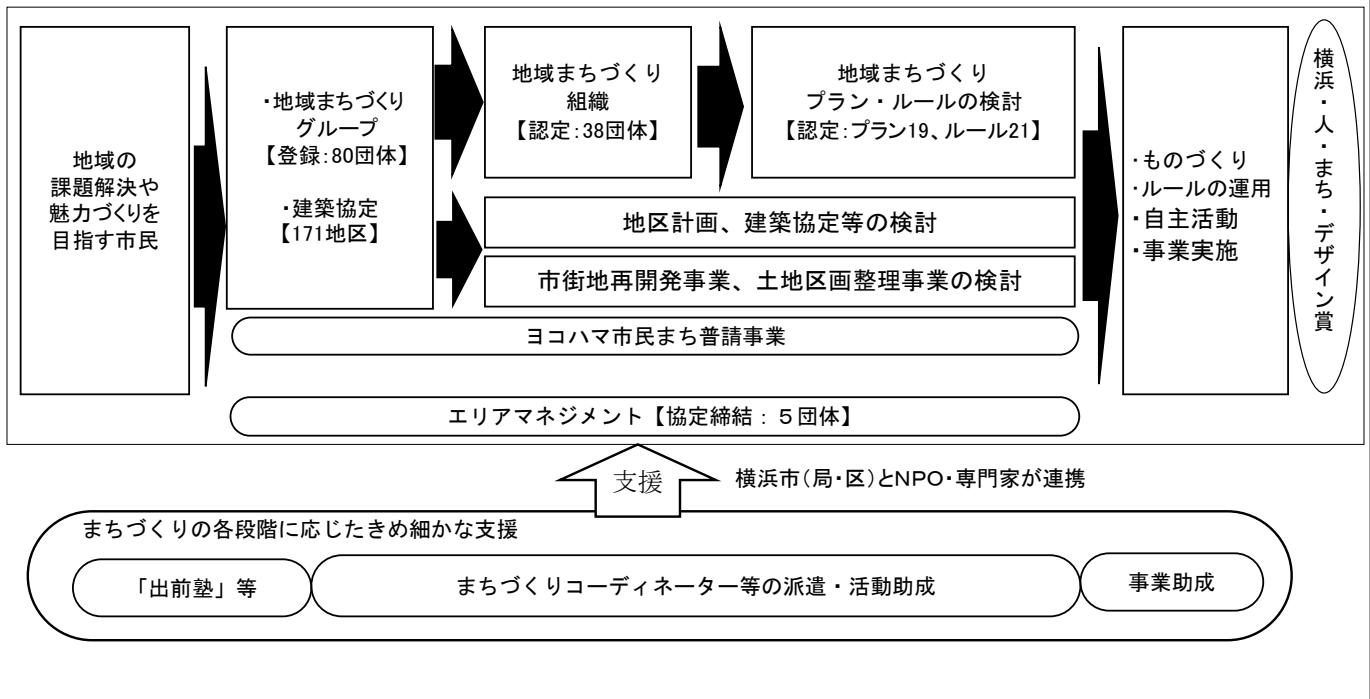 地域の
課題解決や
魅力づくりを
目指す市民
・地域まちづくり
グループ
【登録：80団体】
・建築協定
【171地区】
地域まちづくり
組織
【認定：38団体】
地域まちづくり
プラン・ルールの検討
【認定：プラン19、ルール21】
地区計画、建築協定等の検討
市街地再開発事業、土地区画整理事業の検討
ヨコハマ市民まち普請事業
エリアマネジメント【協定締結：５団体】
・ものづくり
・ルールの運用
・自主活動
・事業実施
横浜・人・まち・デザイン賞
支援
横浜市（局・区）とNPO・専門家が連携
まちづくりの各段階に応じたきめ細かな支援
「出前塾」等
まちづくりコーディネーター等の派遣・活動助成
事業助成